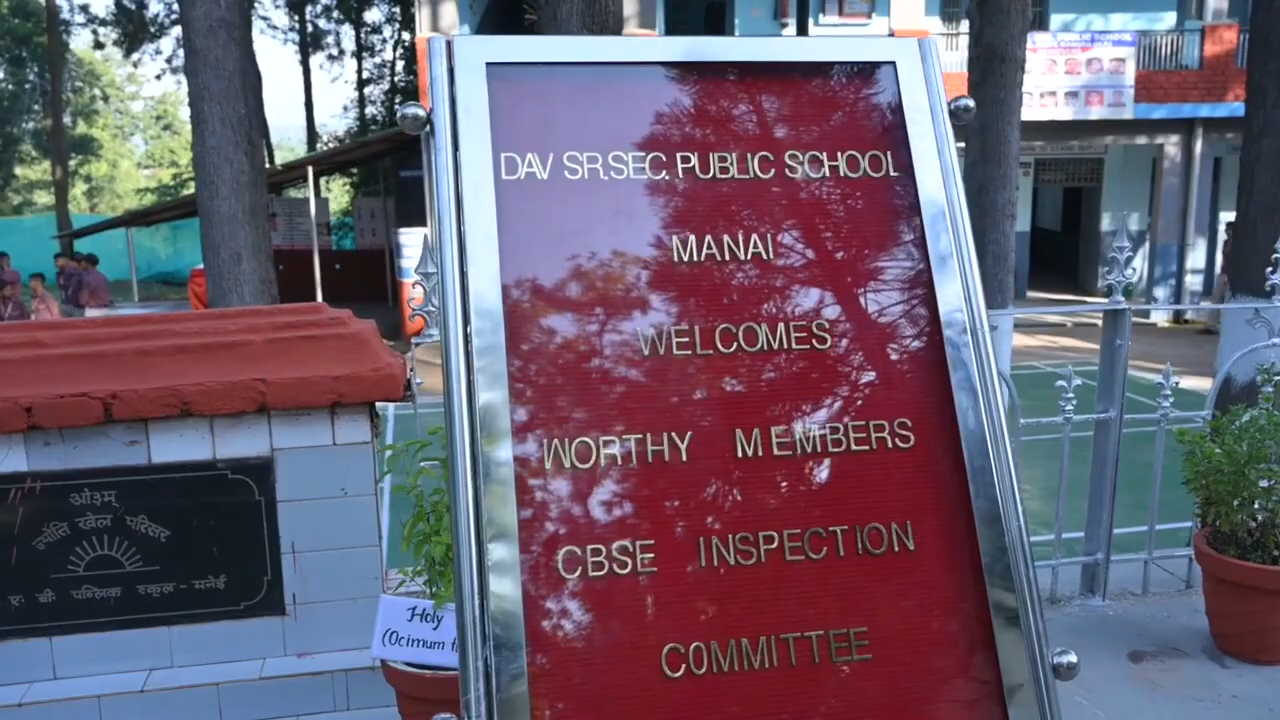 DAV SR.SEC. PUBLIC SCHOOL
MANAI
WELCOMES
WORTHY MEMBERS
CBSE INSPECTION
COMMITTEE
ओ३म्
ज्योति खेल परिसर
ए. वी. पब्लिक स्कूल - मनेई
Holy
(Ocimum
PUBLIC SCHOOL